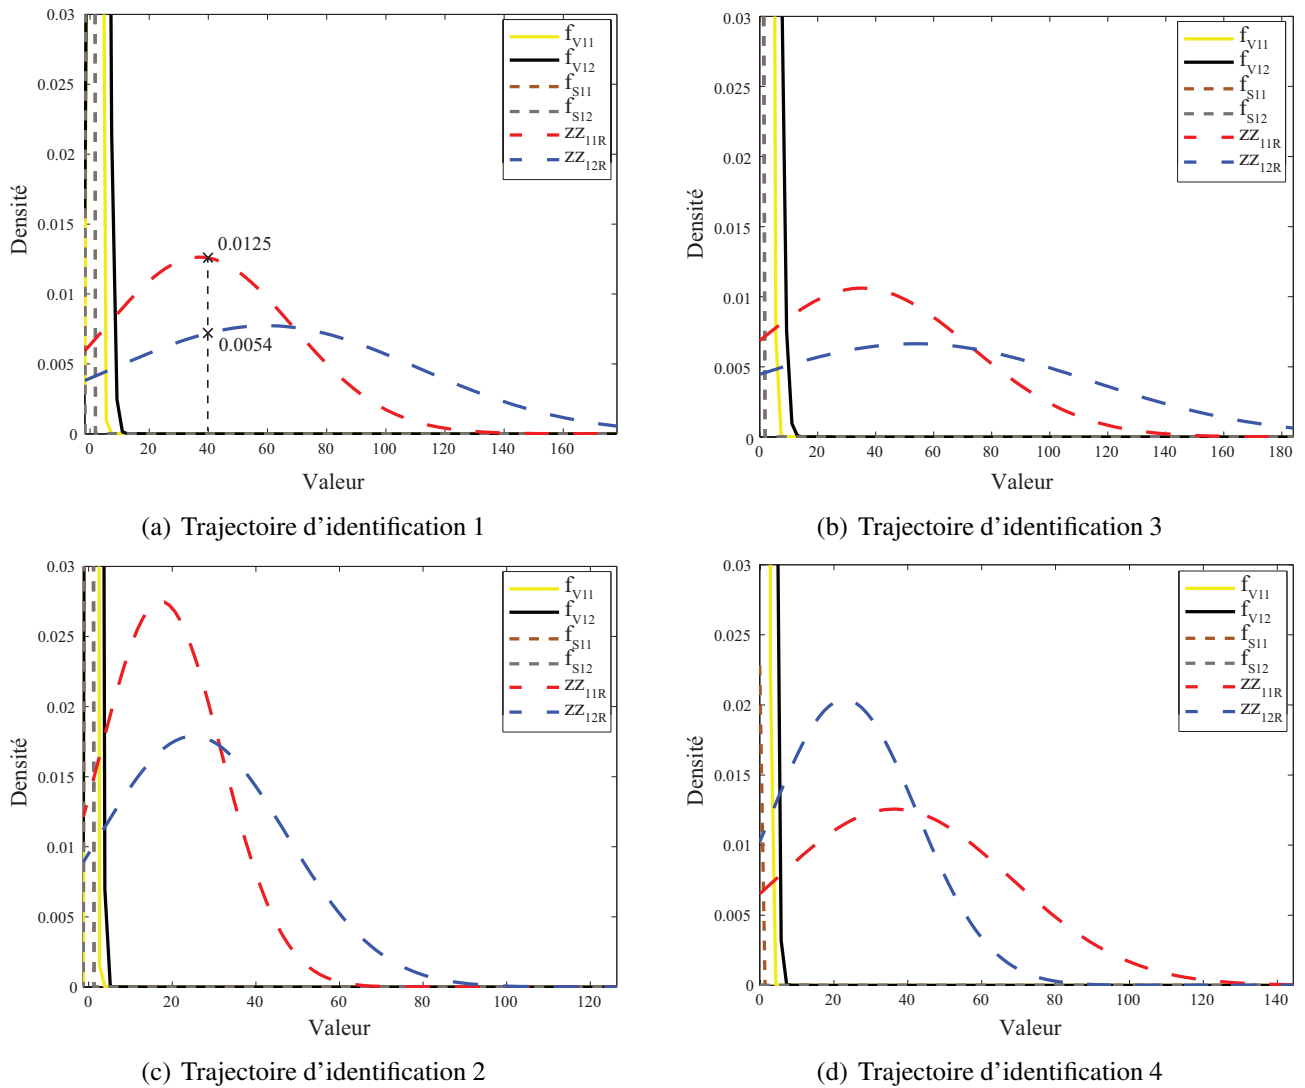 0.03
0.025
0.02
0.015
0.01
0.005
0
Densité
0 20 40 60 80 100 120 140 160
Valeur
0.0125
0.0054
f_V11
f_V12
f_S11
f_S12
zz_11R
zz_12R
(a) Trajectoire d'identification 1
0.03
0.025
0.02
0.015
0.01
0.005
0
Densité
0 20 40 60 80 100 120 140 160 180
Valeur
f_V11
f_V12
f_S11
f_S12
zz_11R
zz_12R
(b) Trajectoire d'identification 3
0.03
0.025
0.02
0.015
0.01
0.005
0
Densité
0 20 40 60 80 100 120
Valeur
f_V11
f_V12
f_S11
f_S12
zz_11R
zz_12R
(c) Trajectoire d'identification 2
0.03
0.025
0.02
0.015
0.01
0.005
0
Densité
0 20 40 60 80 100 120 140
Valeur
f_V11
f_V12
f_S11
f_S12
zz_11R
zz_12R
(d) Trajectoire d'identification 4